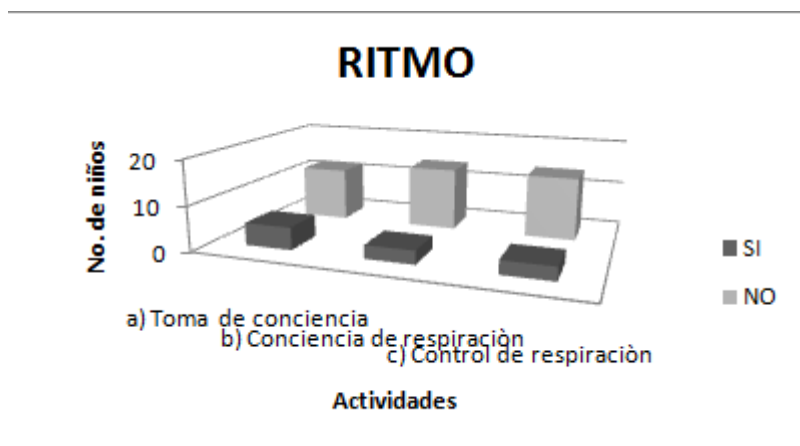 RITMO
No. de niños
20
10
0
a) Toma de conciencia
b) Conciencia de respiraciòn
c) Control de respiraciòn
SI
NO
Actividades